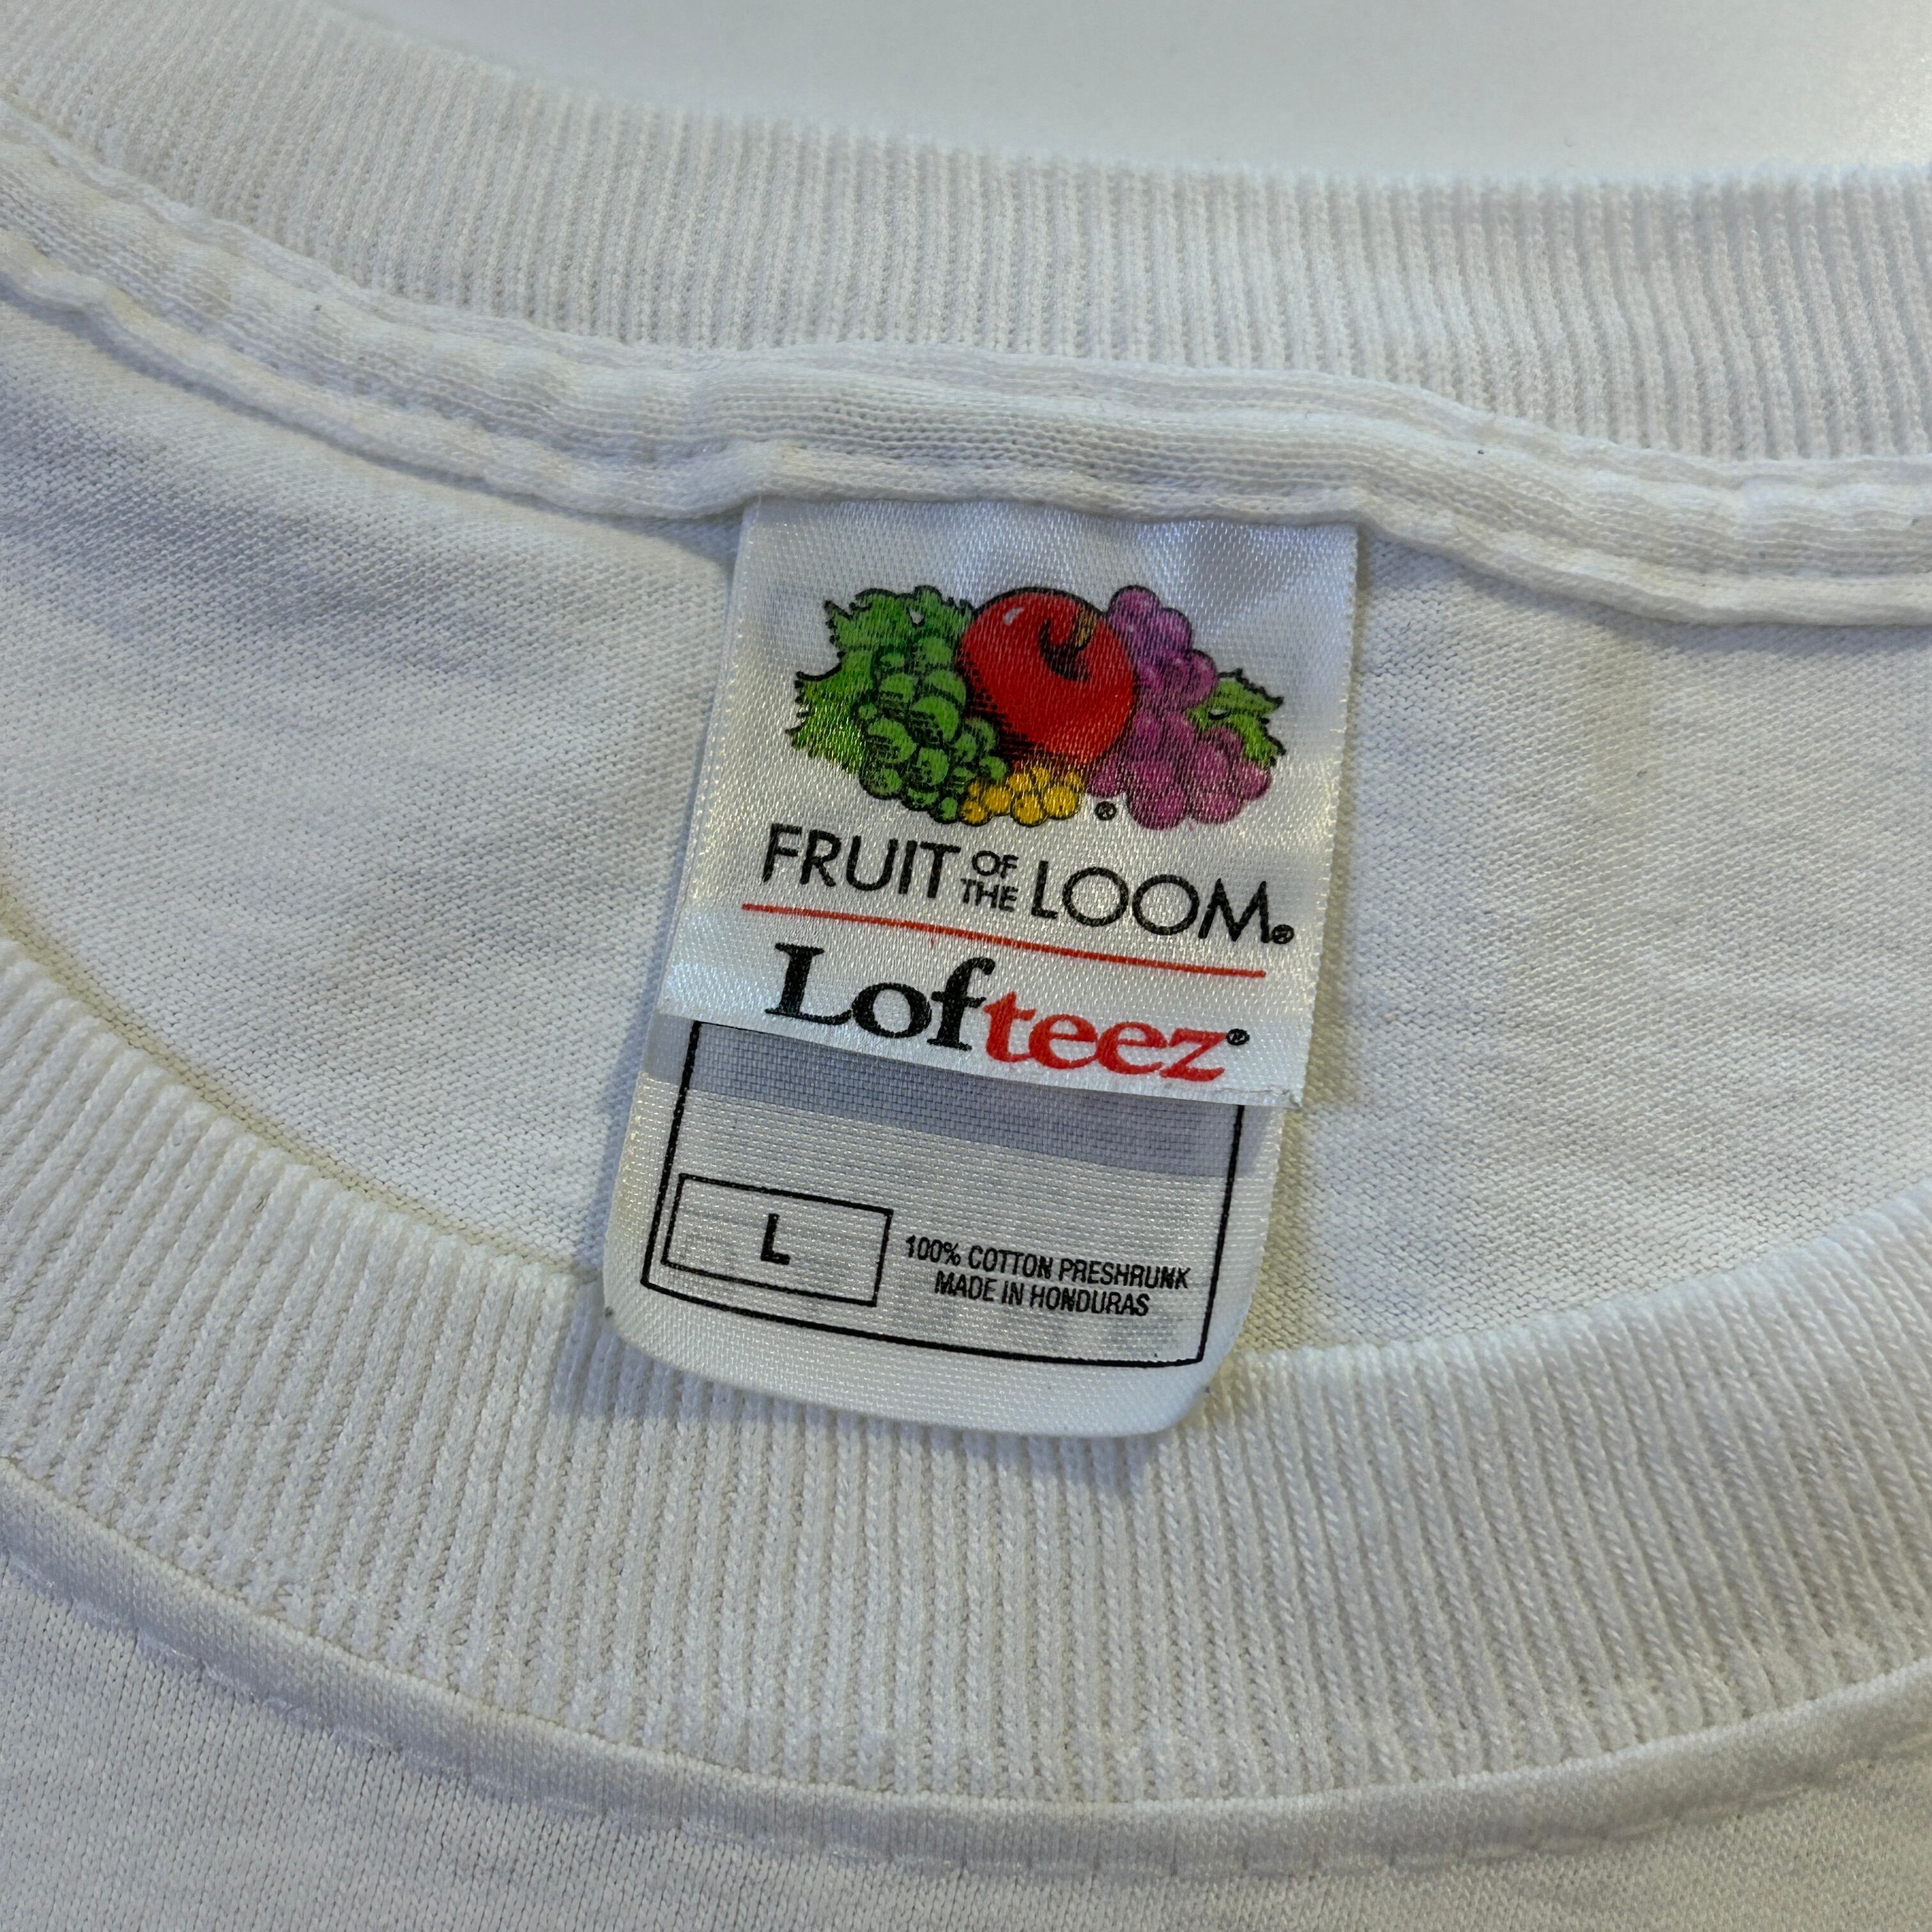 ®
FRUIT OF THE LOOM®
Lofteez®
L
100% COTTON PRESHRUNK
MADE IN HONDURAS